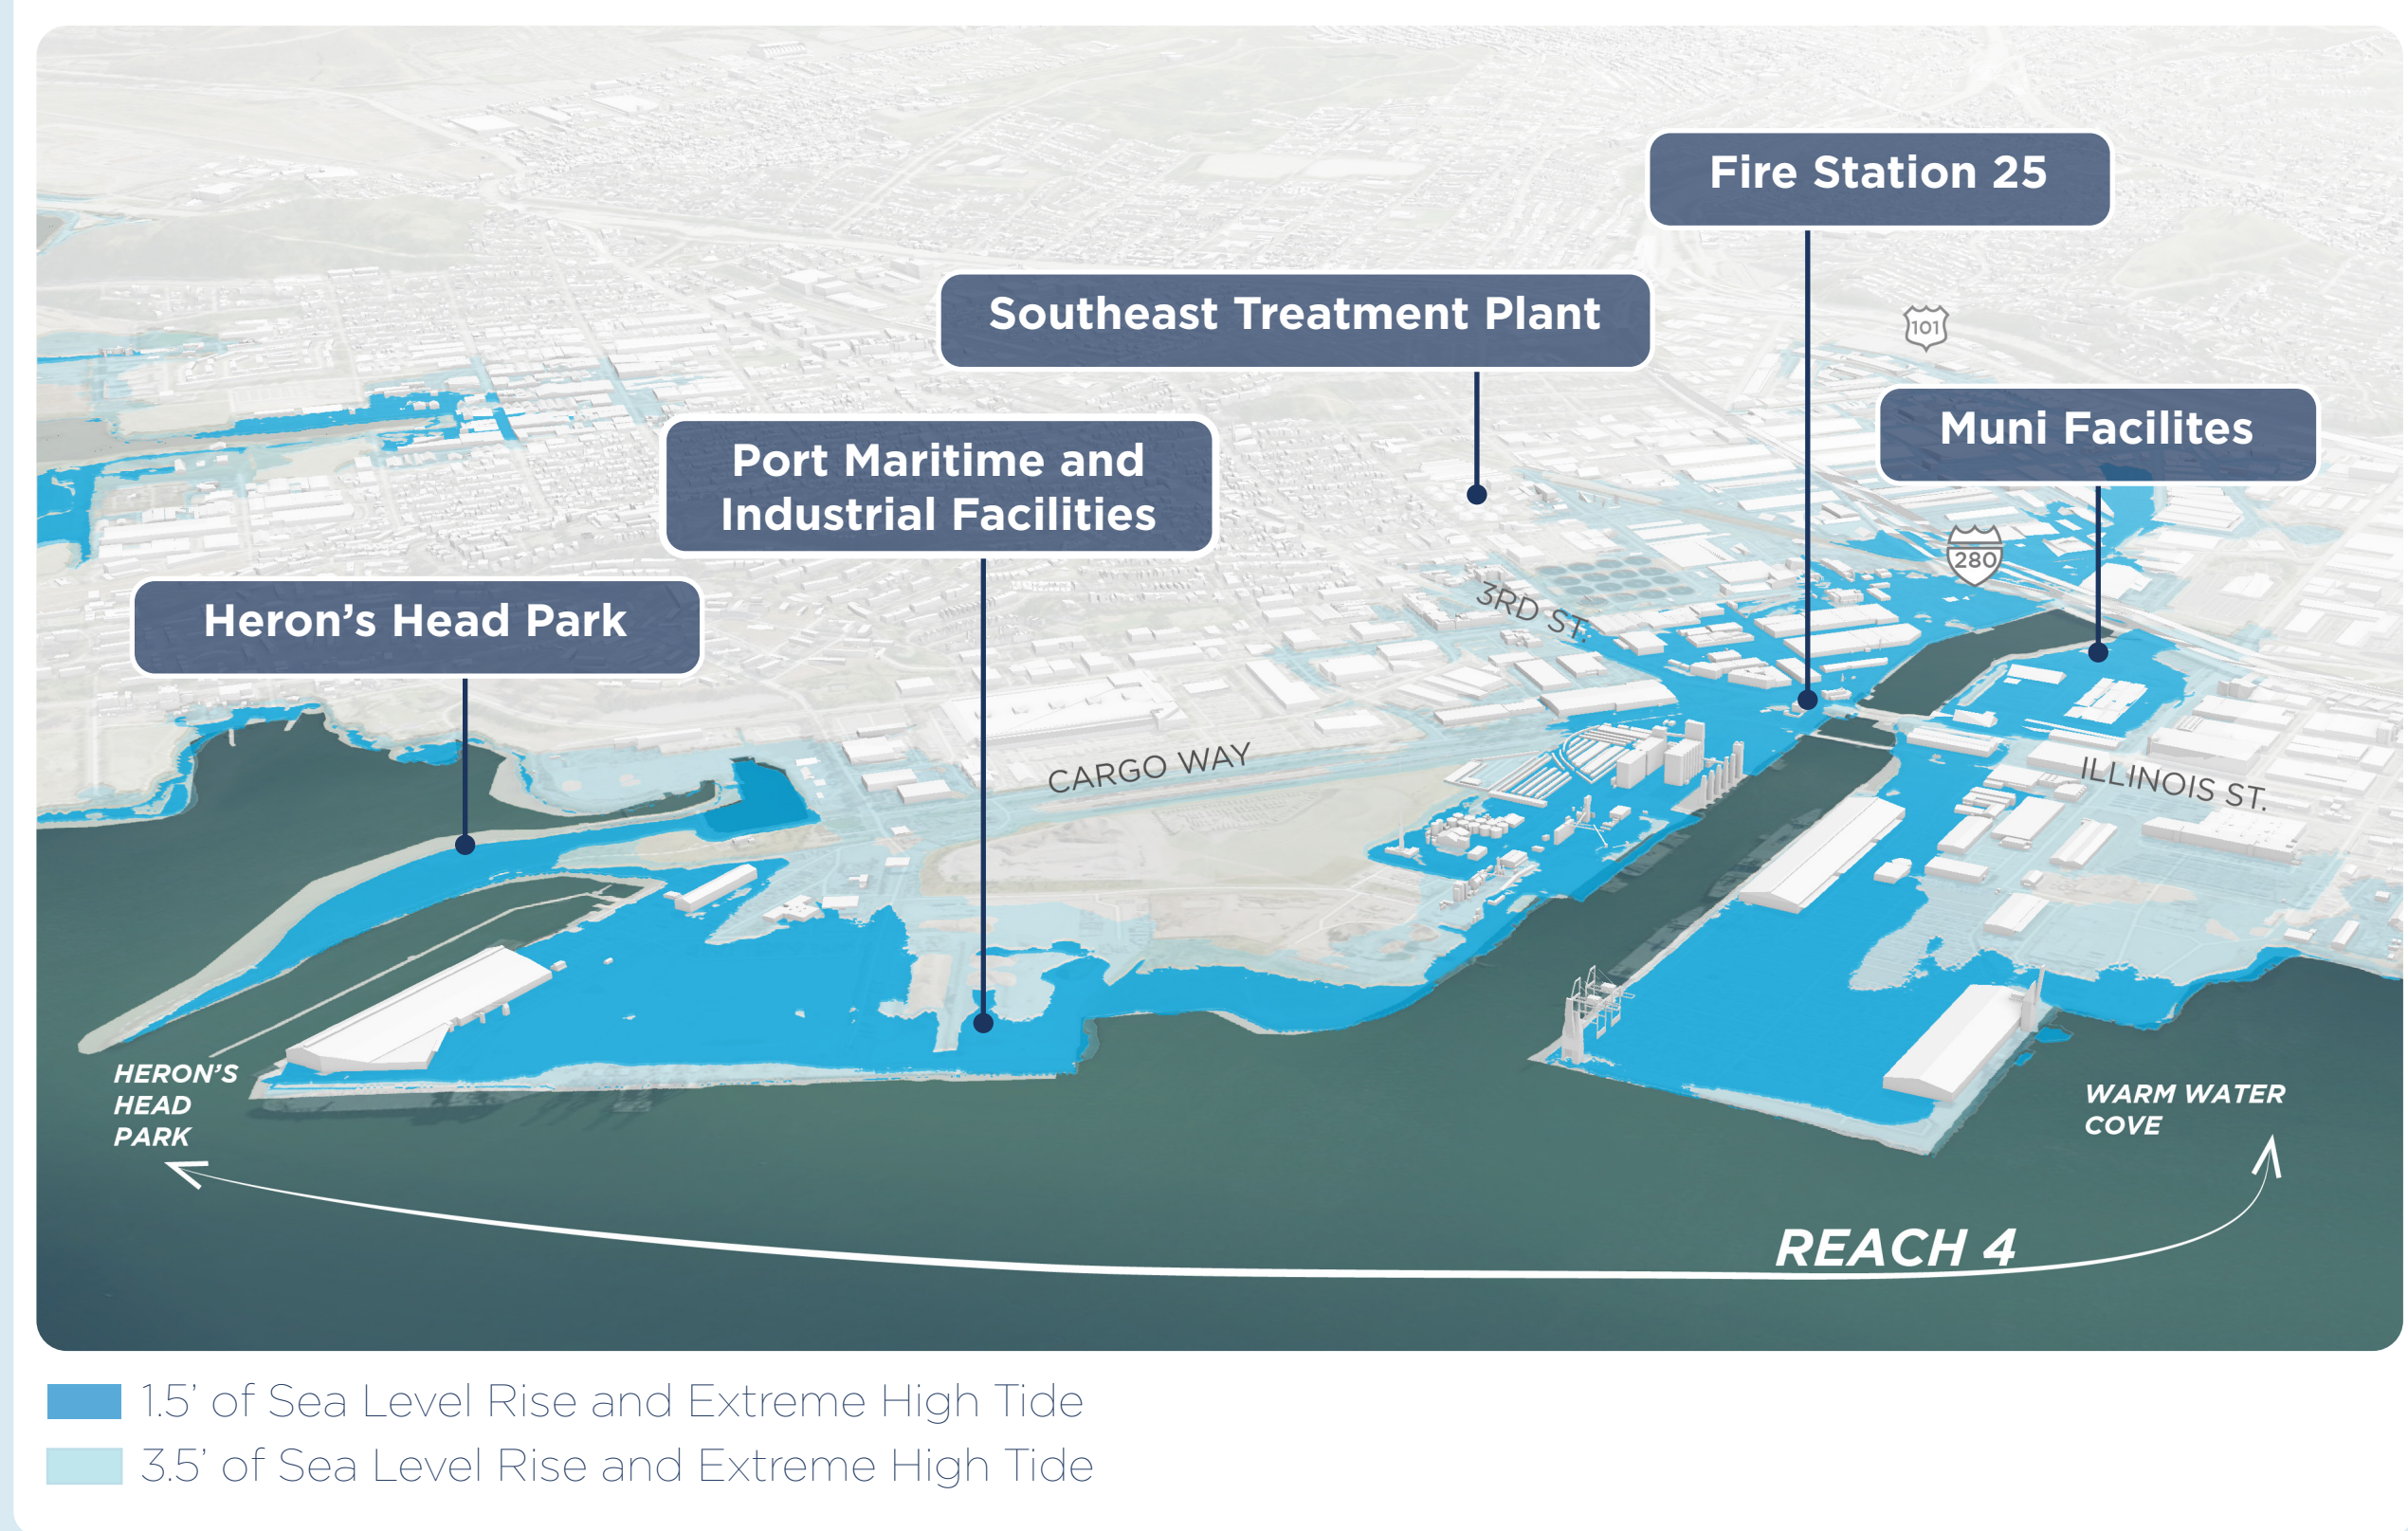 Fire Station 25
Southeast Treatment Plant
101
Muni Facilites
Port Maritime and
Industrial Facilities
280
Heron’s Head Park
3RD ST.
CARGO WAY
ILLINOIS ST.
HERON’S
HEAD
PARK
WARM WATER
COVE
REACH 4
1.5’ of Sea Level Rise and Extreme High Tide
3.5’ of Sea Level Rise and Extreme High Tide